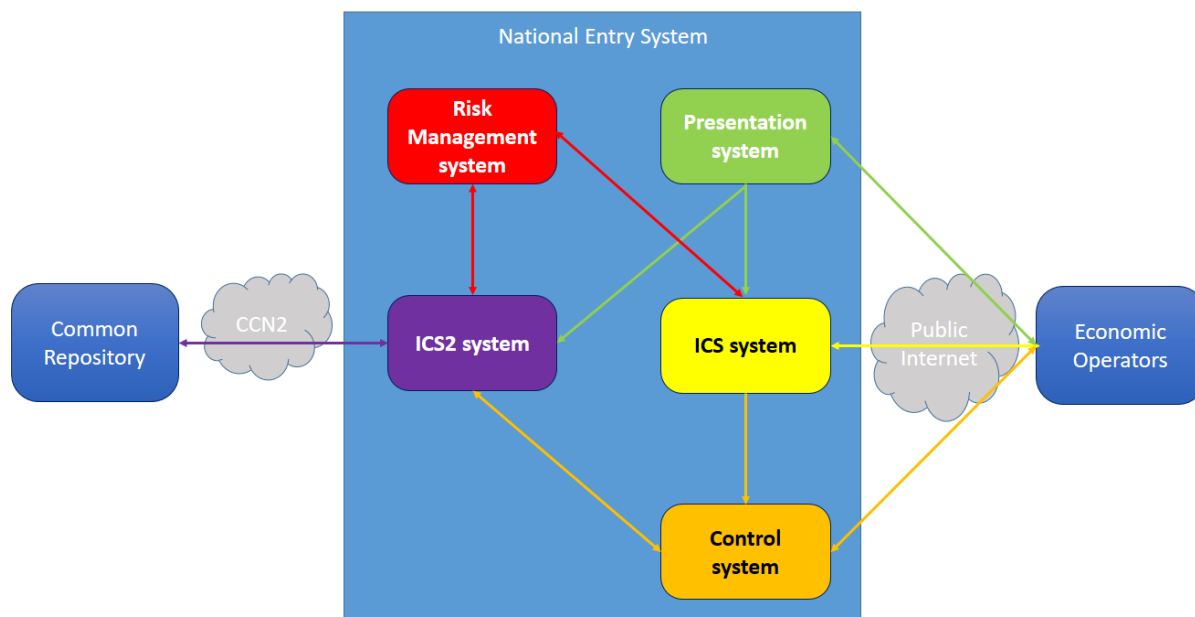 National Entry System
Risk
Management
system
Presentation
system
Common
Repository
CCN2
ICS2 system
ICS system
Public
Internet
Economic
Operators
Control
system